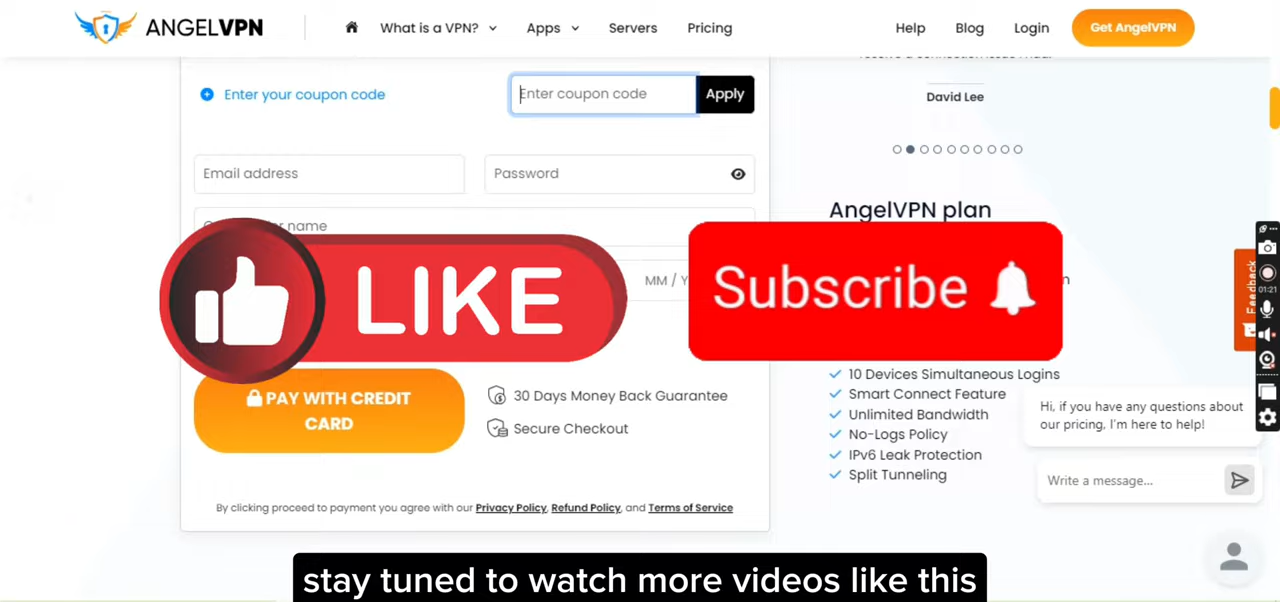 ANGELVPN
What is a VPN?
Apps
Servers
Pricing
Help
Blog
Login
Get AngelVPN
Enter your coupon code
Enter coupon code
Apply
David Lee
Email address
Password
name
AngelVPN plan
LIKE
MM / Y
Subscribe
Feedback
01:21
PAY WITH CREDIT
CARD
30 Days Money Back Guarantee
Secure Checkout
10 Devices Simultaneous Logins
Smart Connect Feature
Unlimited Bandwidth
No-Logs Policy
IPv6 Leak Protection
Split Tunneling
Hi, if you have any questions about
our pricing, I'm here to help!
Write a message...
By clicking proceed to payment you agree with our Privacy Policy, Refund Policy, and Terms of Service
stay tuned to watch more videos like this